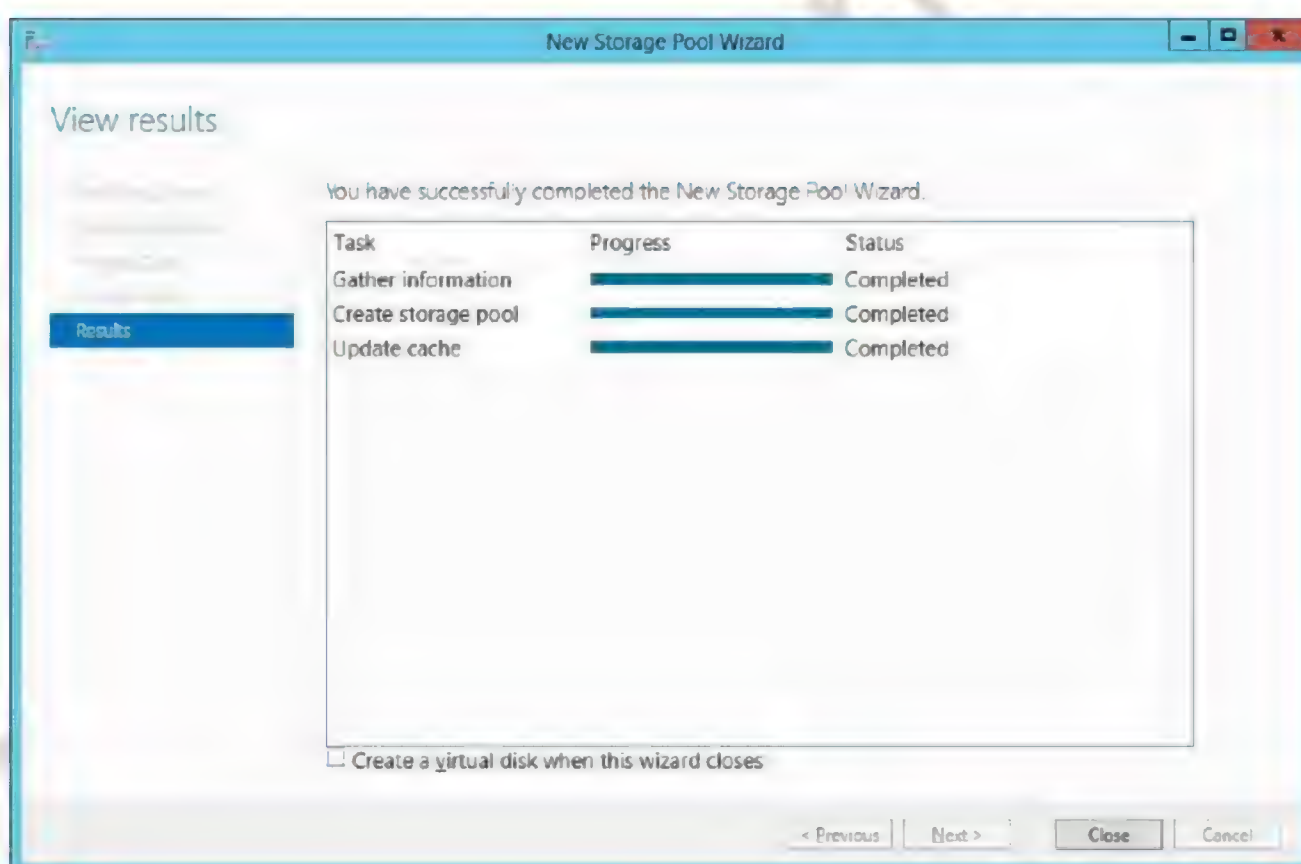 New Storage Pool Wizard
View results
You have successfully completed the New Storage Pool Wizard.
Task Progress Status
Gather information Completed
Create storage pool Completed
Update cache Completed
Results
Create a virtual disk when this wizard closes
< Previous Next > Close Cancel